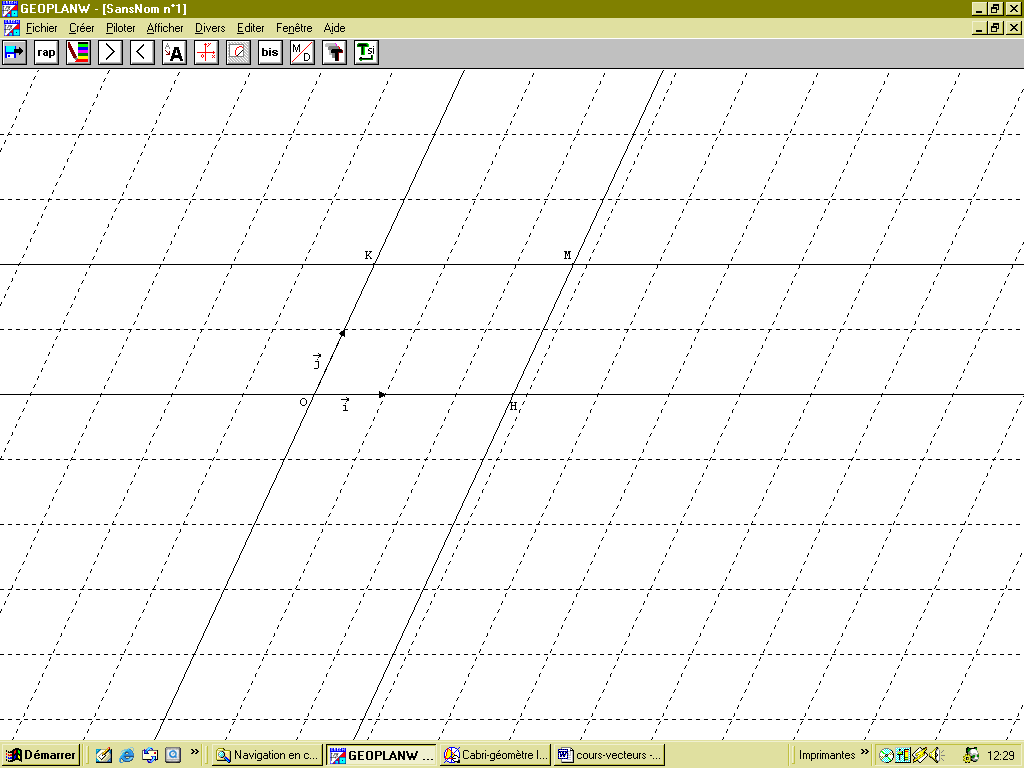 GEOPLANW - [SansNom n°1]
Fichier Créer Piloter Afficher Divers Editer Fenêtre Aide
rap > < A A bis M/D T Tsi
K M
j
O i H
Démarrer » Navigation en c... GEOPLANW ... Cabri-géomètre I... cours-vecteurs -... Imprimantes » 12:29